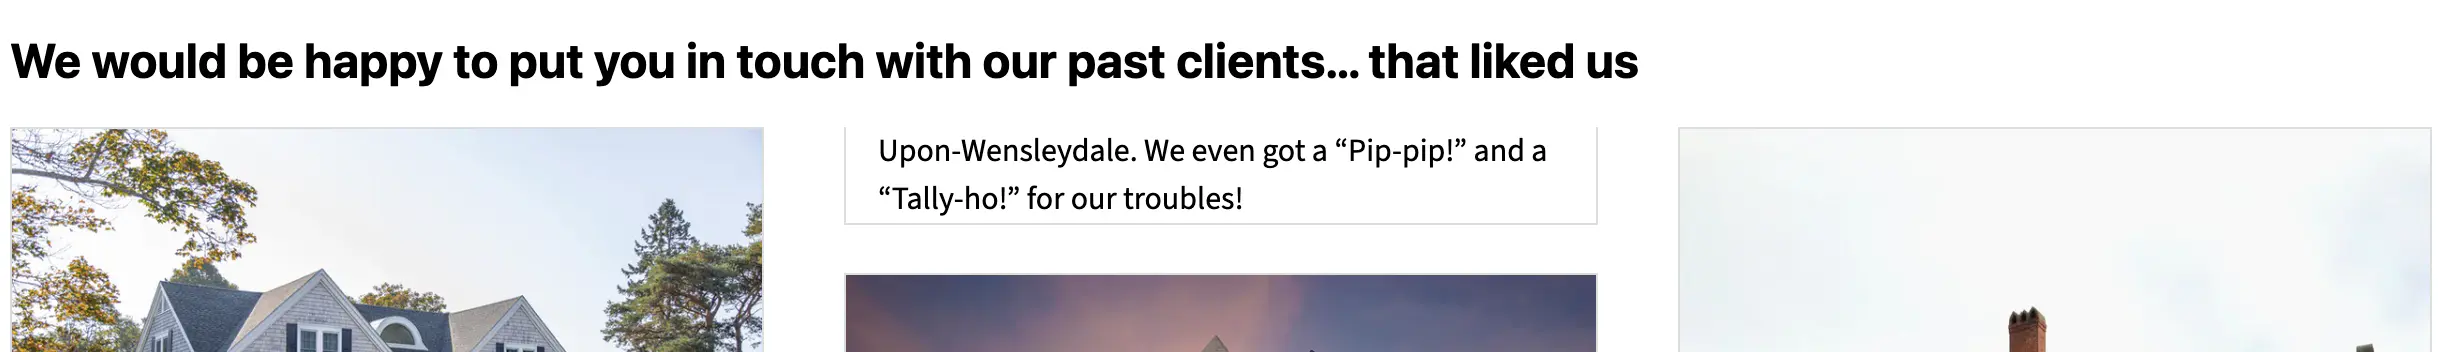 We would be happy to put you in touch with our past clients... that liked us
Upon-Wensleydale. We even got a “Pip-pip!” and a
“Tally-ho!” for our troubles!